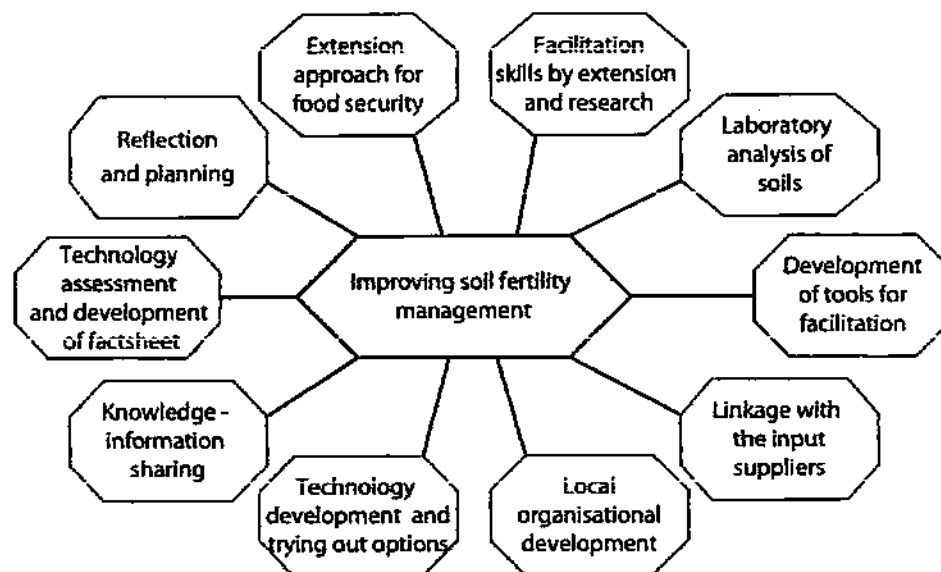 Extension
approach for
food security
Facilitation
skills by extension
and research
Reflection
and planning
Laboratory
analysis of
soils
Technology
assessment
and development
of factsheet
Improving soil fertility
management
Development
of tools for
facilitation
Knowledge -
information
sharing
Linkage with
the input
suppliers
Technology
development and
trying out options
Local
organisational
development